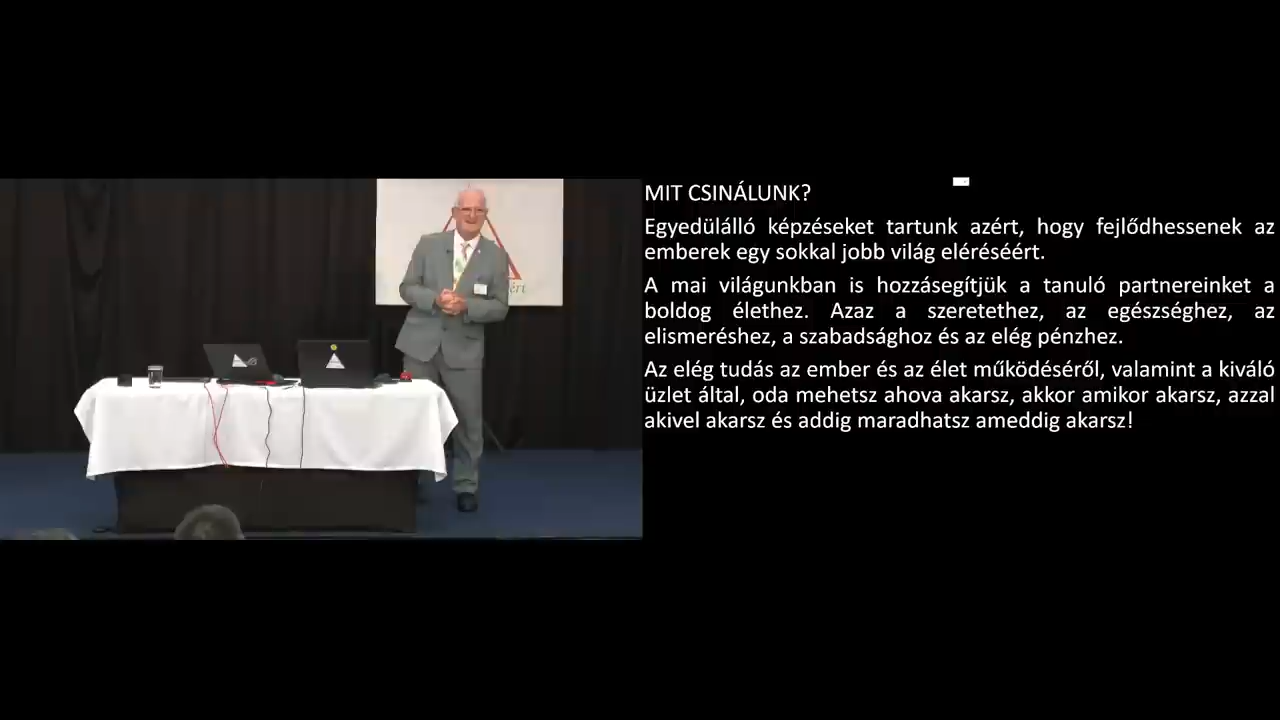 MIT CSINÁLUNK?
Egyedülálló képzéseket tartunk azért, hogy fejlődhessenek az
emberek egy sokkal jobb világ eléréséért.
A mai világunkban is hozzásegítjük a tanuló partnereinket a
boldog élethez. Azaz a szeretethez, az egészséghez, az
elismeréshez, a szabadsághoz és az elég pénzhez.
Az elég tudás az ember és az élet működéséről, valamint a kiváló
üzlet által, oda mehetsz ahova akarsz, akkor amikor akarsz, azzal
akivel akarsz és addig maradhatsz ameddig akarsz!